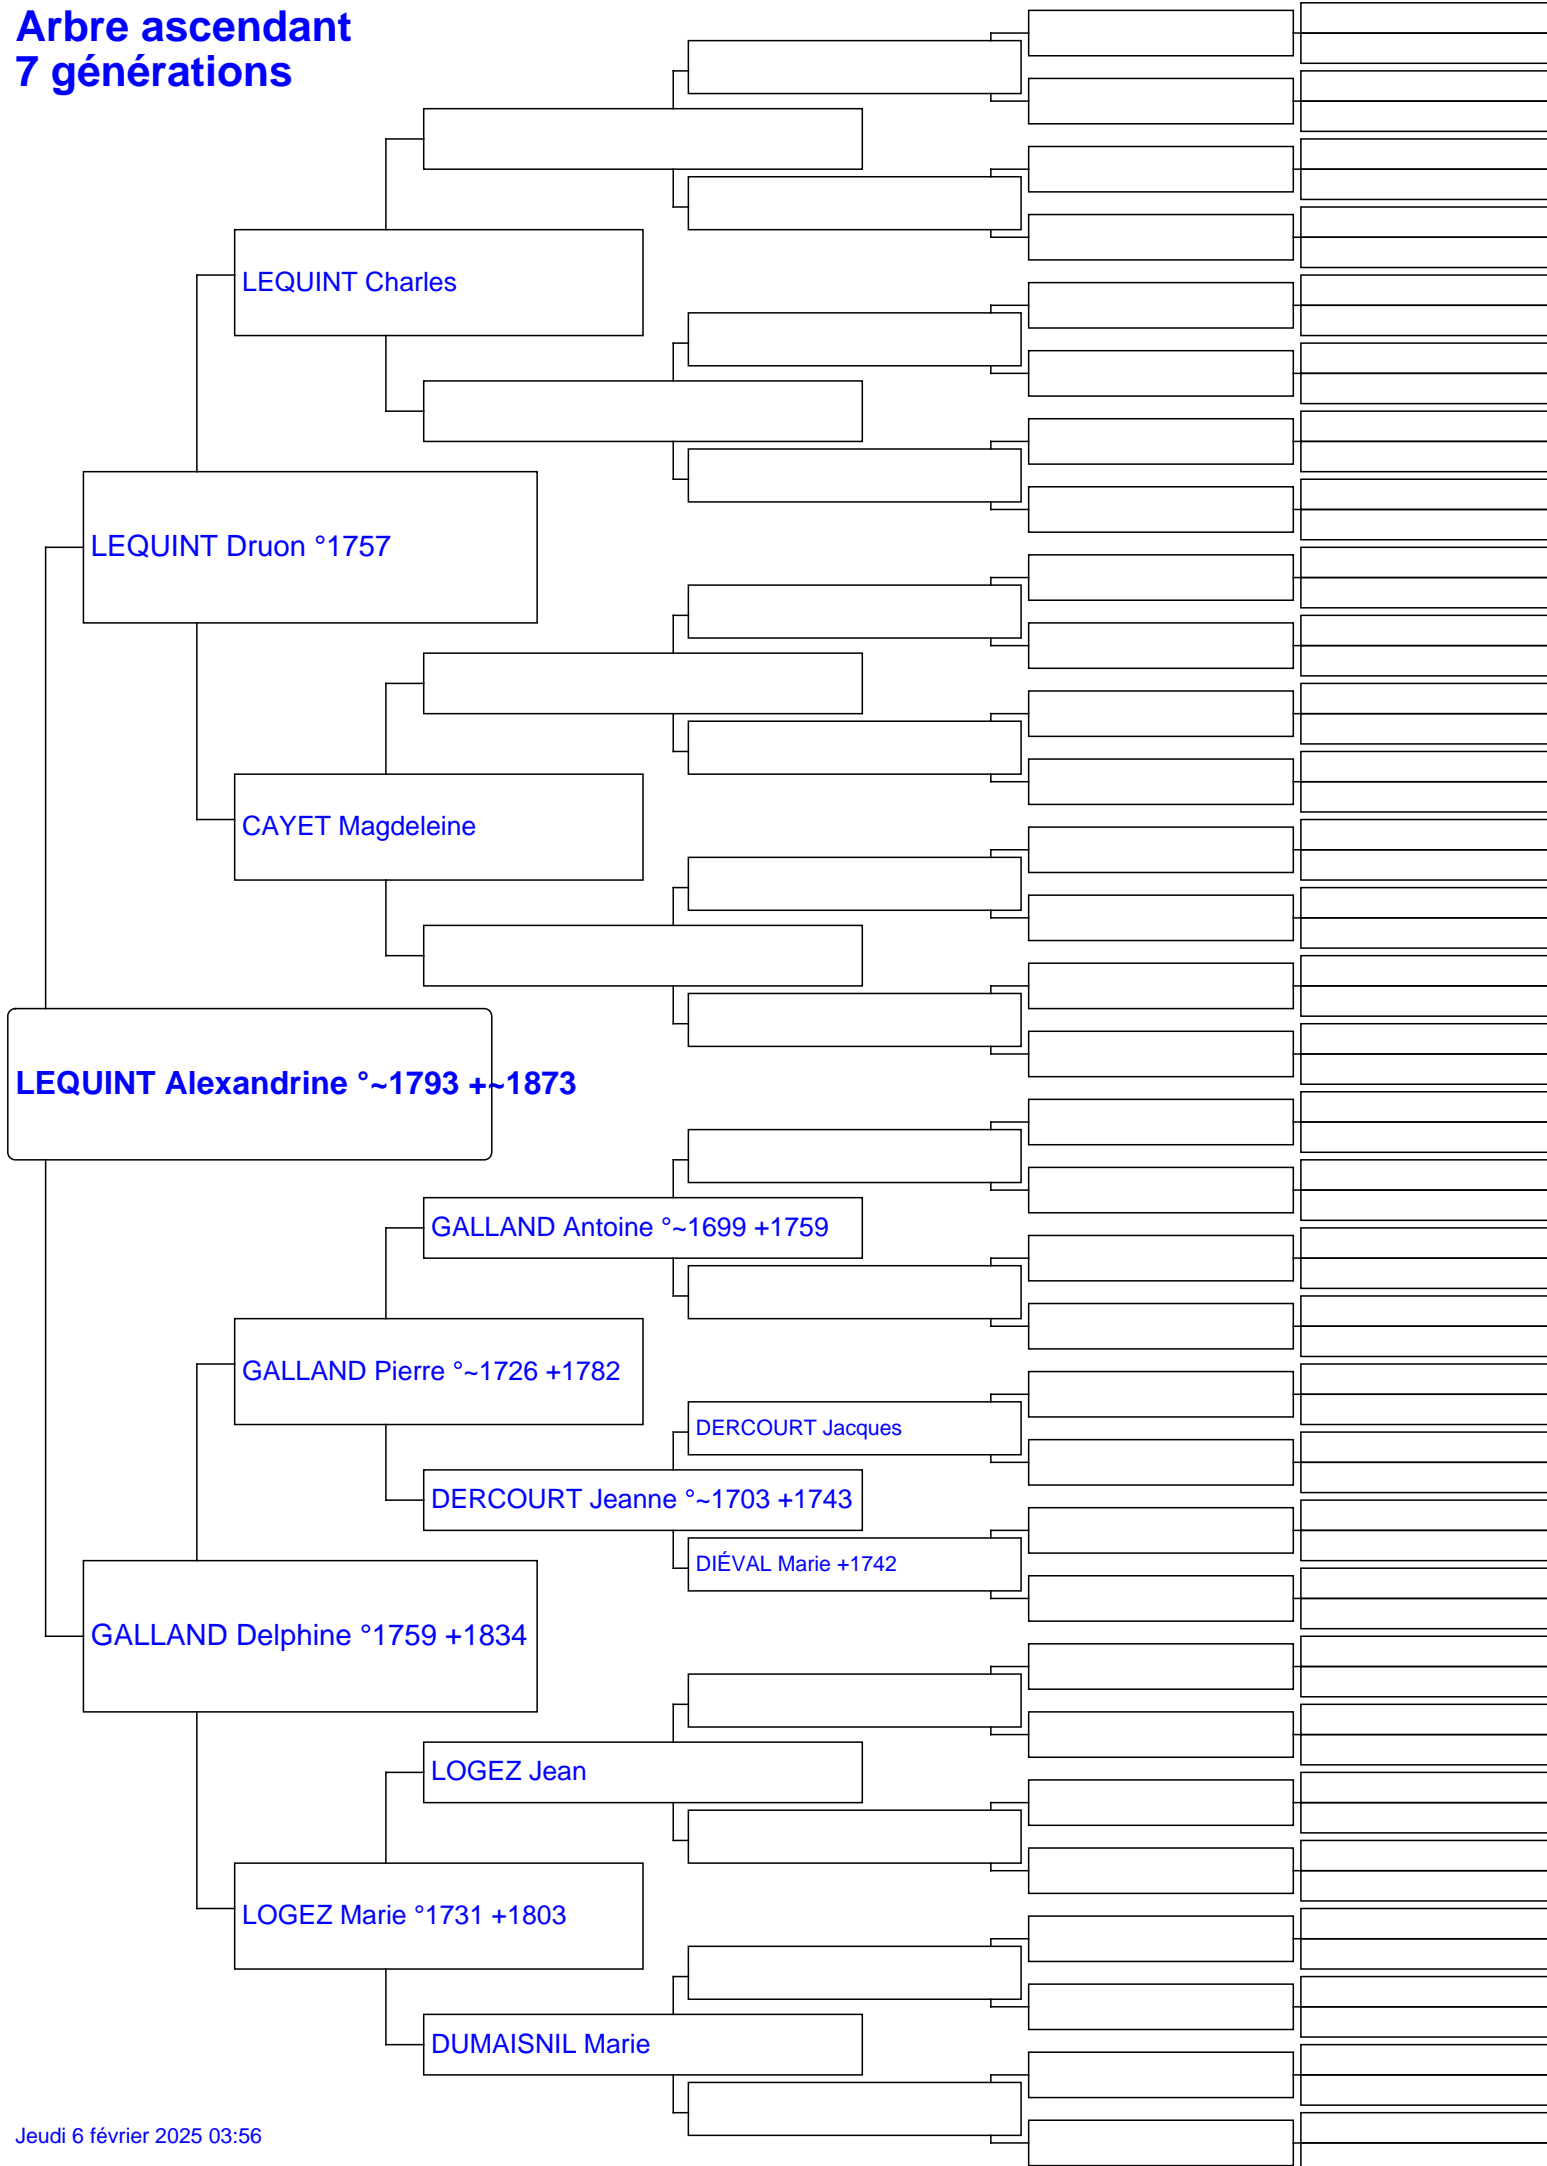 Arbre ascendant
7 générations
LEQUINT Charles
LEQUINT Druon °1757
CAYET Magdeleine
LEQUINT Alexandrine °~1793 +~1873
GALLAND Antoine °~1699 +1759
GALLAND Pierre °~1726 +1782
DERCOURT Jacques
DERCOURT Jeanne °~1703 +1743
DIÉVAL Marie +1742
GALLAND Delphine °1759 +1834
LOGEZ Jean
LOGEZ Marie °1731 +1803
DUMAISNIL Marie
Jeudi 6 février 2025 03:56